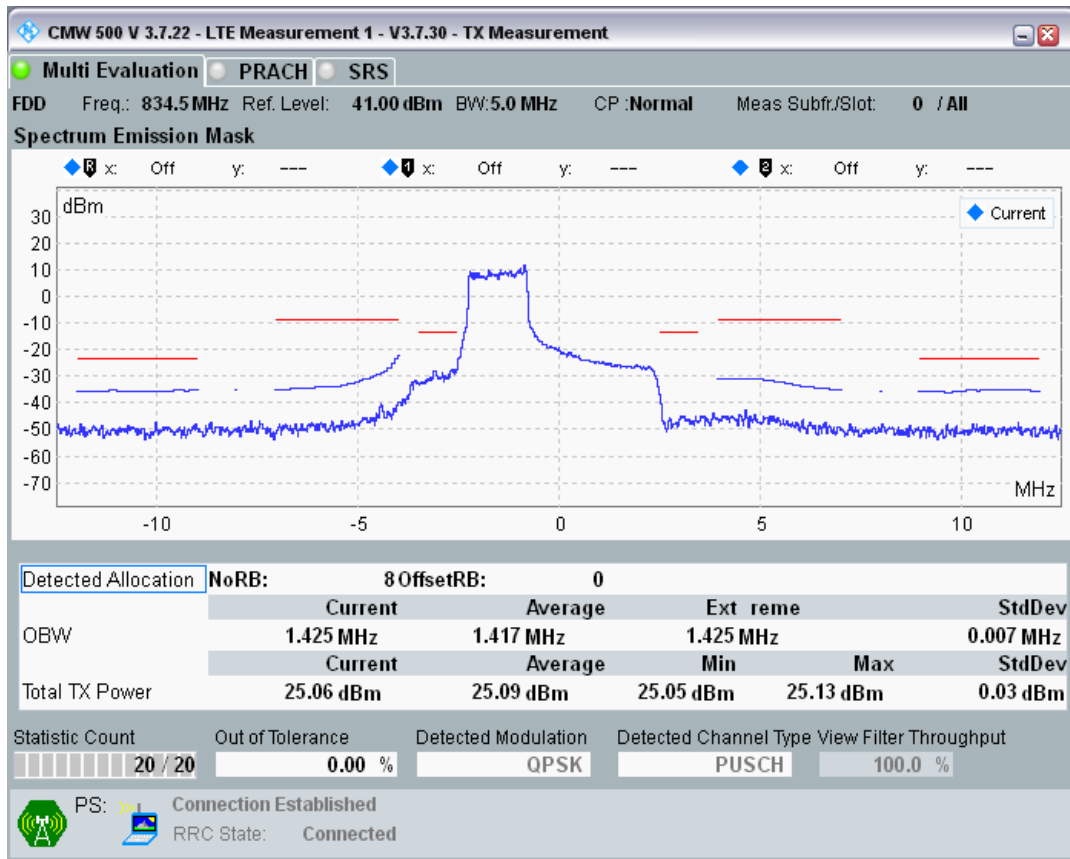 CMW 500 V 3.7.22 - LTE Measurement 1 - V3.7.30 - TX Measurement
Multi Evaluation PRACH SRS
FDD Freq.: 834.5 MHz Ref. Level: 41.00 dBm BW:5.0 MHz CP :Normal Meas Subfr./Slot: 0 / All
Spectrum Emission Mask
R x: Off y: --- 1 x: Off y: --- 2 x: Off y: ---
dBm
Current
30
20
10
0
-10
-20
-30
-40
-50
-60
-70
MHz
-10 -5 0 5 10
Detected Allocation NoRB: 8 OffsetRB: 0
Current Average Ext reme StdDev
OBW 1.425 MHz 1.417 MHz 1.425 MHz 0.007 MHz
Current Average Min Max StdDev
Total TX Power 25.06 dBm 25.09 dBm 25.05 dBm 25.13 dBm 0.03 dBm
Statistic Count Out of Tolerance Detected Modulation Detected Channel Type View Filter Throughput
20 / 20 0.00 % QPSK PUSCH 100.0 %
PS: Connection Established
RRC State: Connected